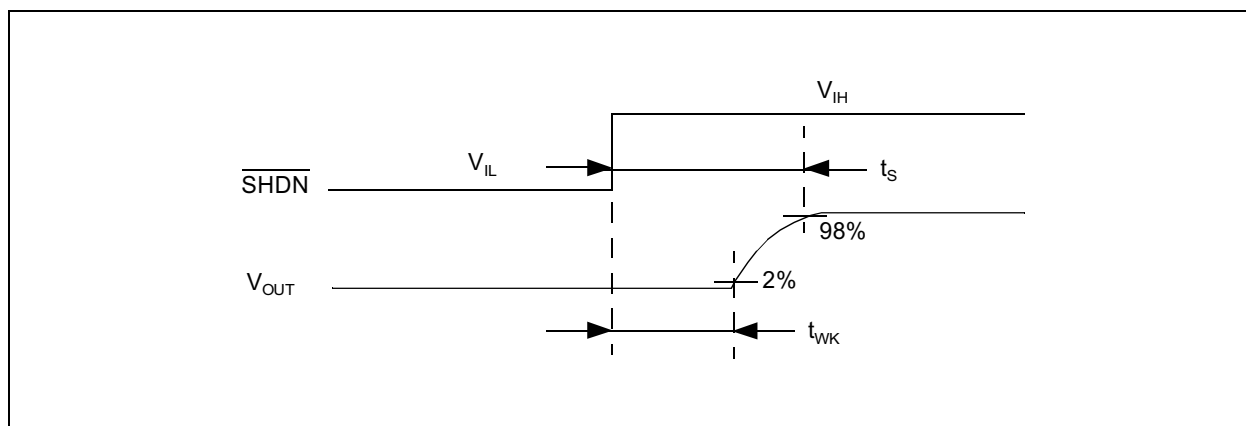 V_IH
V_IL
t_S
SHDN
98%
V_OUT
2%
t_WK